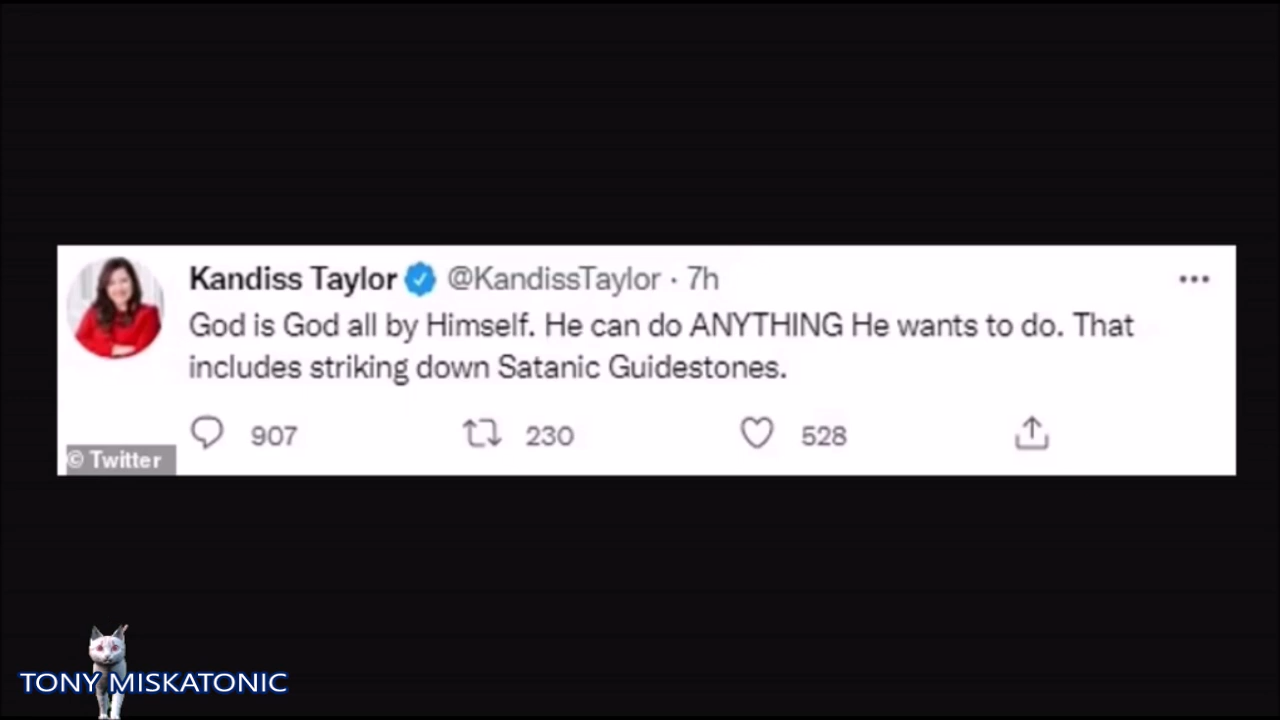 Kandiss Taylor @KandissTaylor · 7h
God is God all by Himself. He can do ANYTHING He wants to do. That
includes striking down Satanic Guidestones.
907 230 528
© Twitter
TONY MISKATONIC